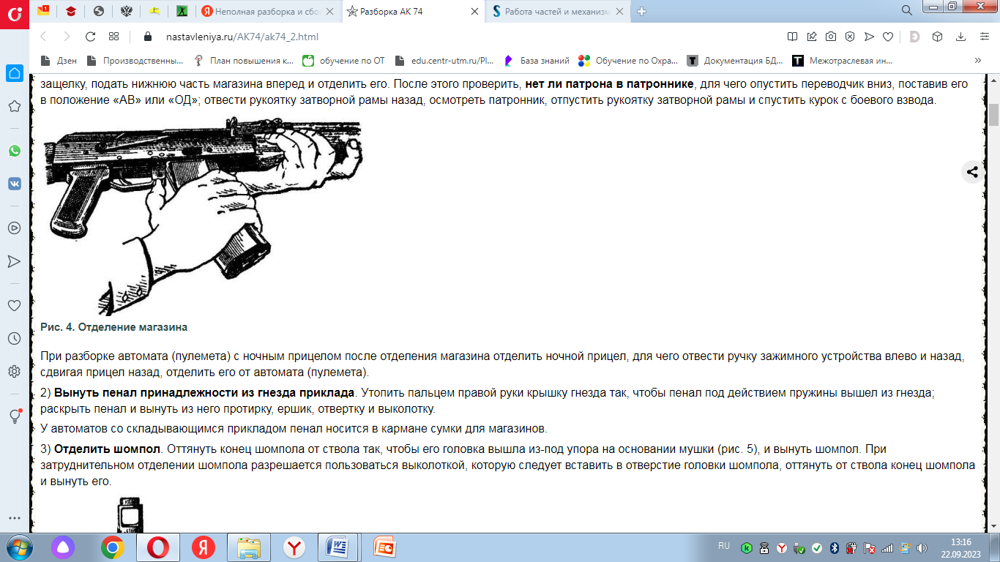 Неполная разборка и сбо
Разборка АК 74
Работа частей и механизм
nastavleniya.ru/AK74/ak74_2.html
Дзен
Производственны...
План повышения к...
обучение по ОТ
edu.centr-utm.ru/Pl...
База знаний
Обучение по Охра...
Документация БД...
Межотраслевая ин...
защелку, подать нижнюю часть магазина вперед и отделить его. После этого проверить, нет ли патрона в патроннике, для чего опустить переводчик вниз, поставив его
в положение «АВ» или «ОД»; отвести рукоятку затворной рамы назад, осмотреть патронник, отпустить рукоятку затворной рамы и спустить курок с боевого взвода.
Рис. 4. Отделение магазина
При разборке автомата (пулемета) с ночным прицелом после отделения магазина отделить ночной прицел, для чего отвести ручку зажимного устройства влево и назад,
сдвигая прицел назад, отделить его от автомата (пулемета).
2) Вынуть пенал принадлежности из гнезда приклада. Утопить пальцем правой руки крышку гнезда так, чтобы пенал под действием пружины вышел из гнезда;
раскрыть пенал и вынуть из него протирку, ершик, отвертку и выколотку.
У автоматов со складывающимся прикладом пенал носится в кармане сумки для магазинов.
3) Отделить шомпол. Оттянуть конец шомпола от ствола так, чтобы его головка вышла из-под упора на основании мушки (рис. 5), и вынуть шомпол. При
затруднительном отделении шомпола разрешается пользоваться выколоткой, которую следует вставить в отверстие головки шомпола, оттянуть от ствола конец шомпола
и вынуть его.
RU
13:16
22.09.2023